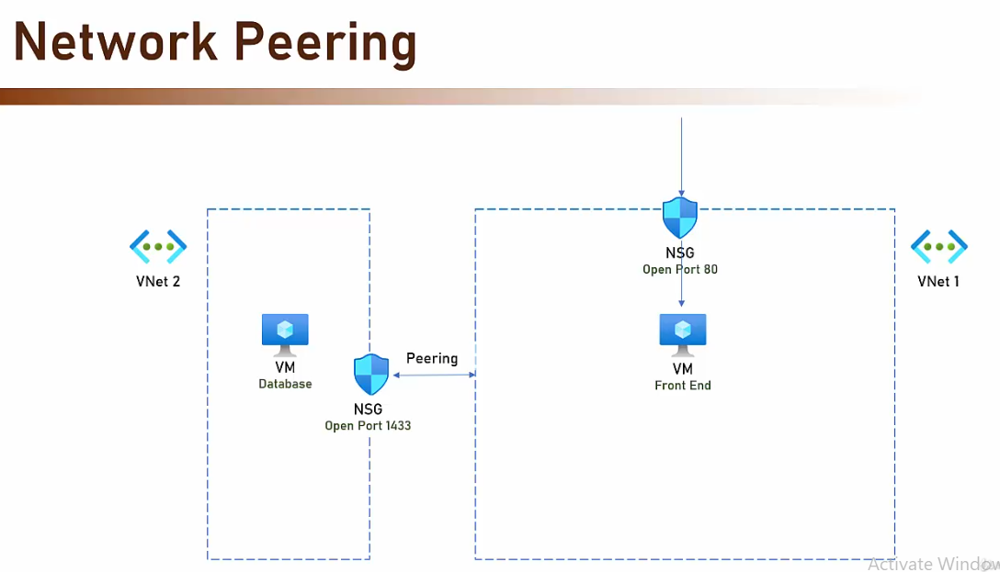 Network Peering
NSG
Open Port 80
VNet 2
VNet 1
Peering
VM
Database
VM
Front End
NSG
Open Port 1433
Activate Window